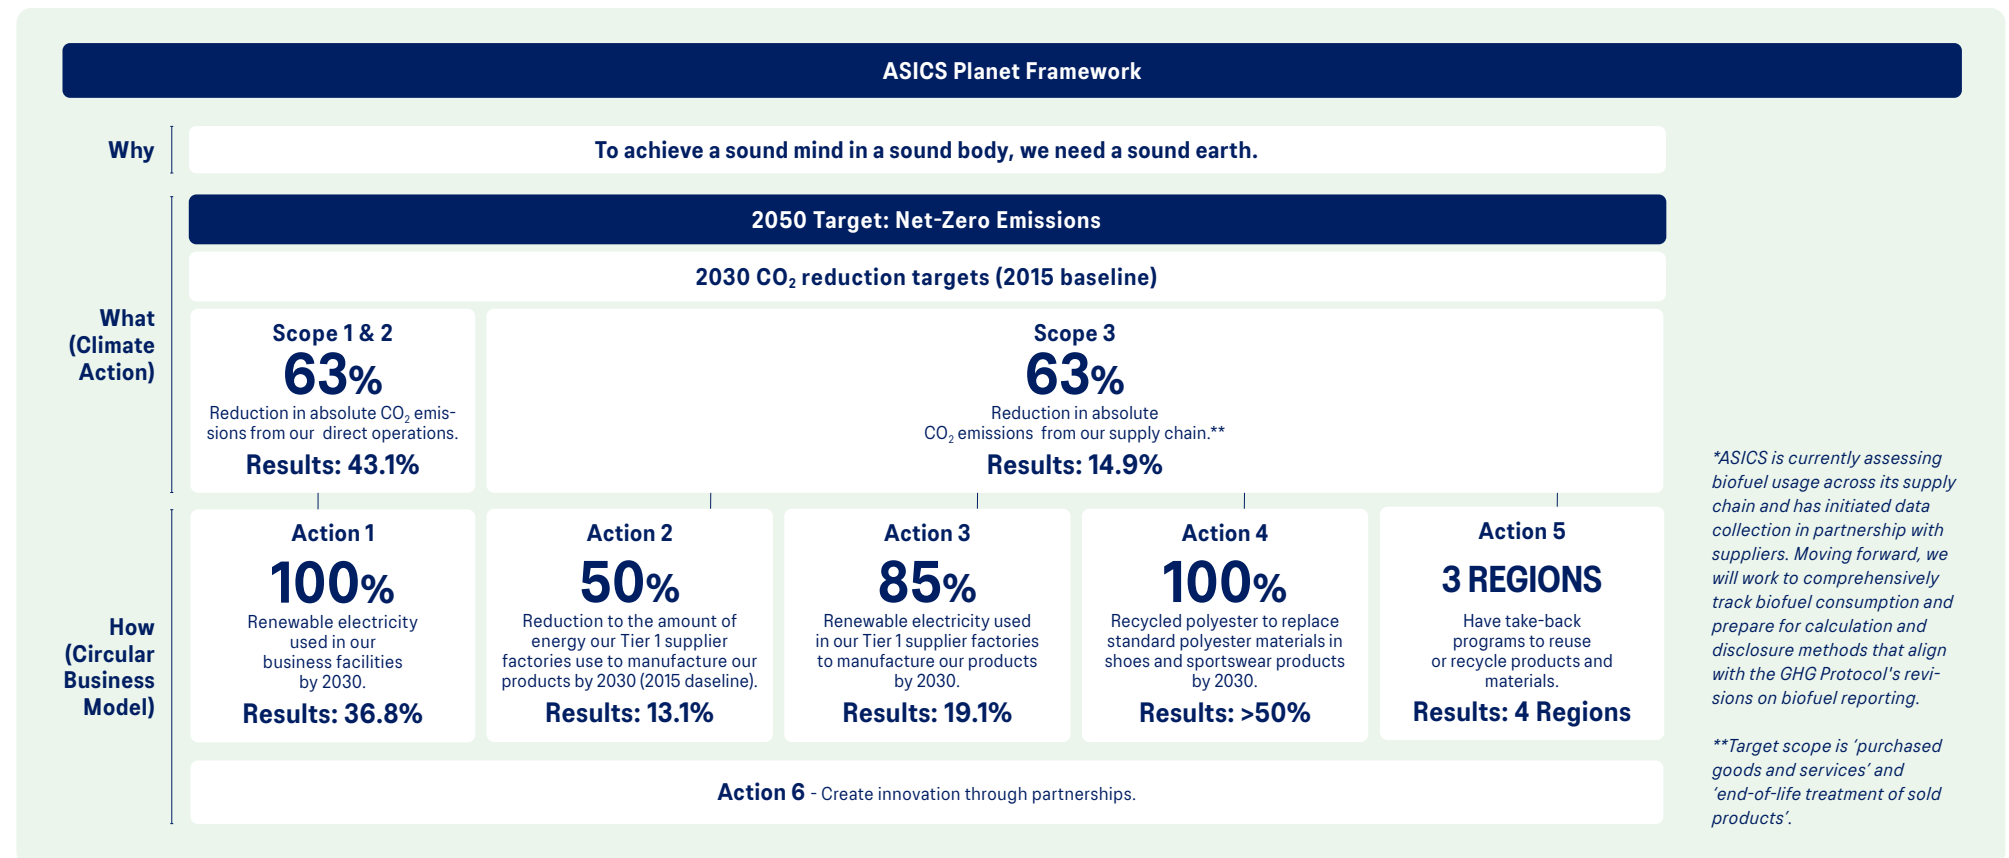 ASICS Planet Framework
Why
To achieve a sound mind in a sound body, we need a sound earth.
What
(Climate
Action)
2050 Target: Net-Zero Emissions
2030 CO₂ reduction targets (2015 baseline)
Scope 1 & 2
63%
Reduction in absolute CO₂ emis-
sions from our direct operations.
Results: 43.1%
Scope 3
63%
Reduction in absolute
CO₂ emissions from our supply chain.**
Results: 14.9%
How
(Circular
Business
Model)
Action 1
100%
Renewable electricity
used in our
business facilities
by 2030.
Results: 36.8%
Action 2
50%
Reduction to the amount of
energy our Tier 1 supplier
factories use to manufacture our
products by 2030 (2015 daseline).
Results: 13.1%
Action 3
85%
Renewable electricity used
in our Tier 1 supplier factories
to manufacture our products
by 2030.
Results: 19.1%
Action 4
100%
Recycled polyester to replace
standard polyester materials in
shoes and sportswear products
by 2030.
Results: >50%
Action 5
3 REGIONS
Have take-back
programs to reuse
or recycle products and
materials.
Results: 4 Regions
Action 6 - Create innovation through partnerships.
*ASICS is currently assessing
biofuel usage across its supply
chain and has initiated data
collection in partnership with
suppliers. Moving forward, we
will work to comprehensively
track biofuel consumption and
prepare for calculation and
disclosure methods that align
with the GHG Protocol's revi-
sions on biofuel reporting.
**Target scope is ‘purchased
goods and services’ and
‘end-of-life treatment of sold
products’.